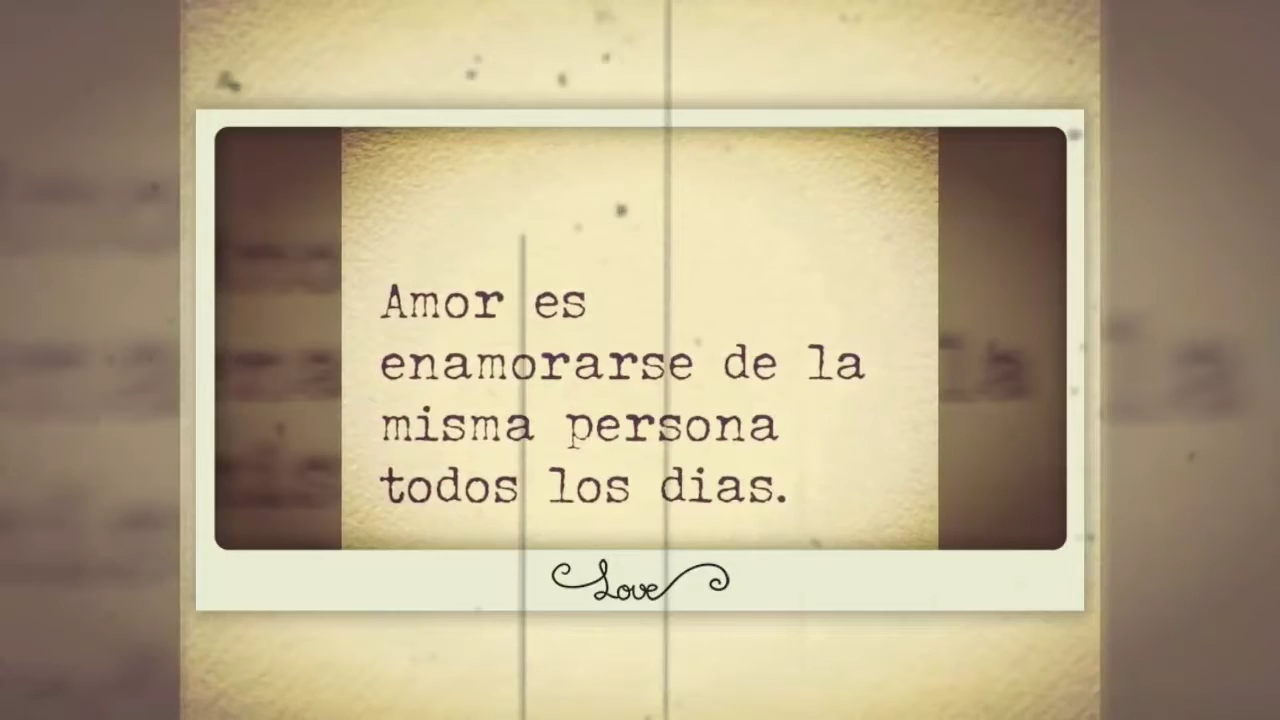 Amor es
enamorarse de la
misma persona
todos los dias.
Love